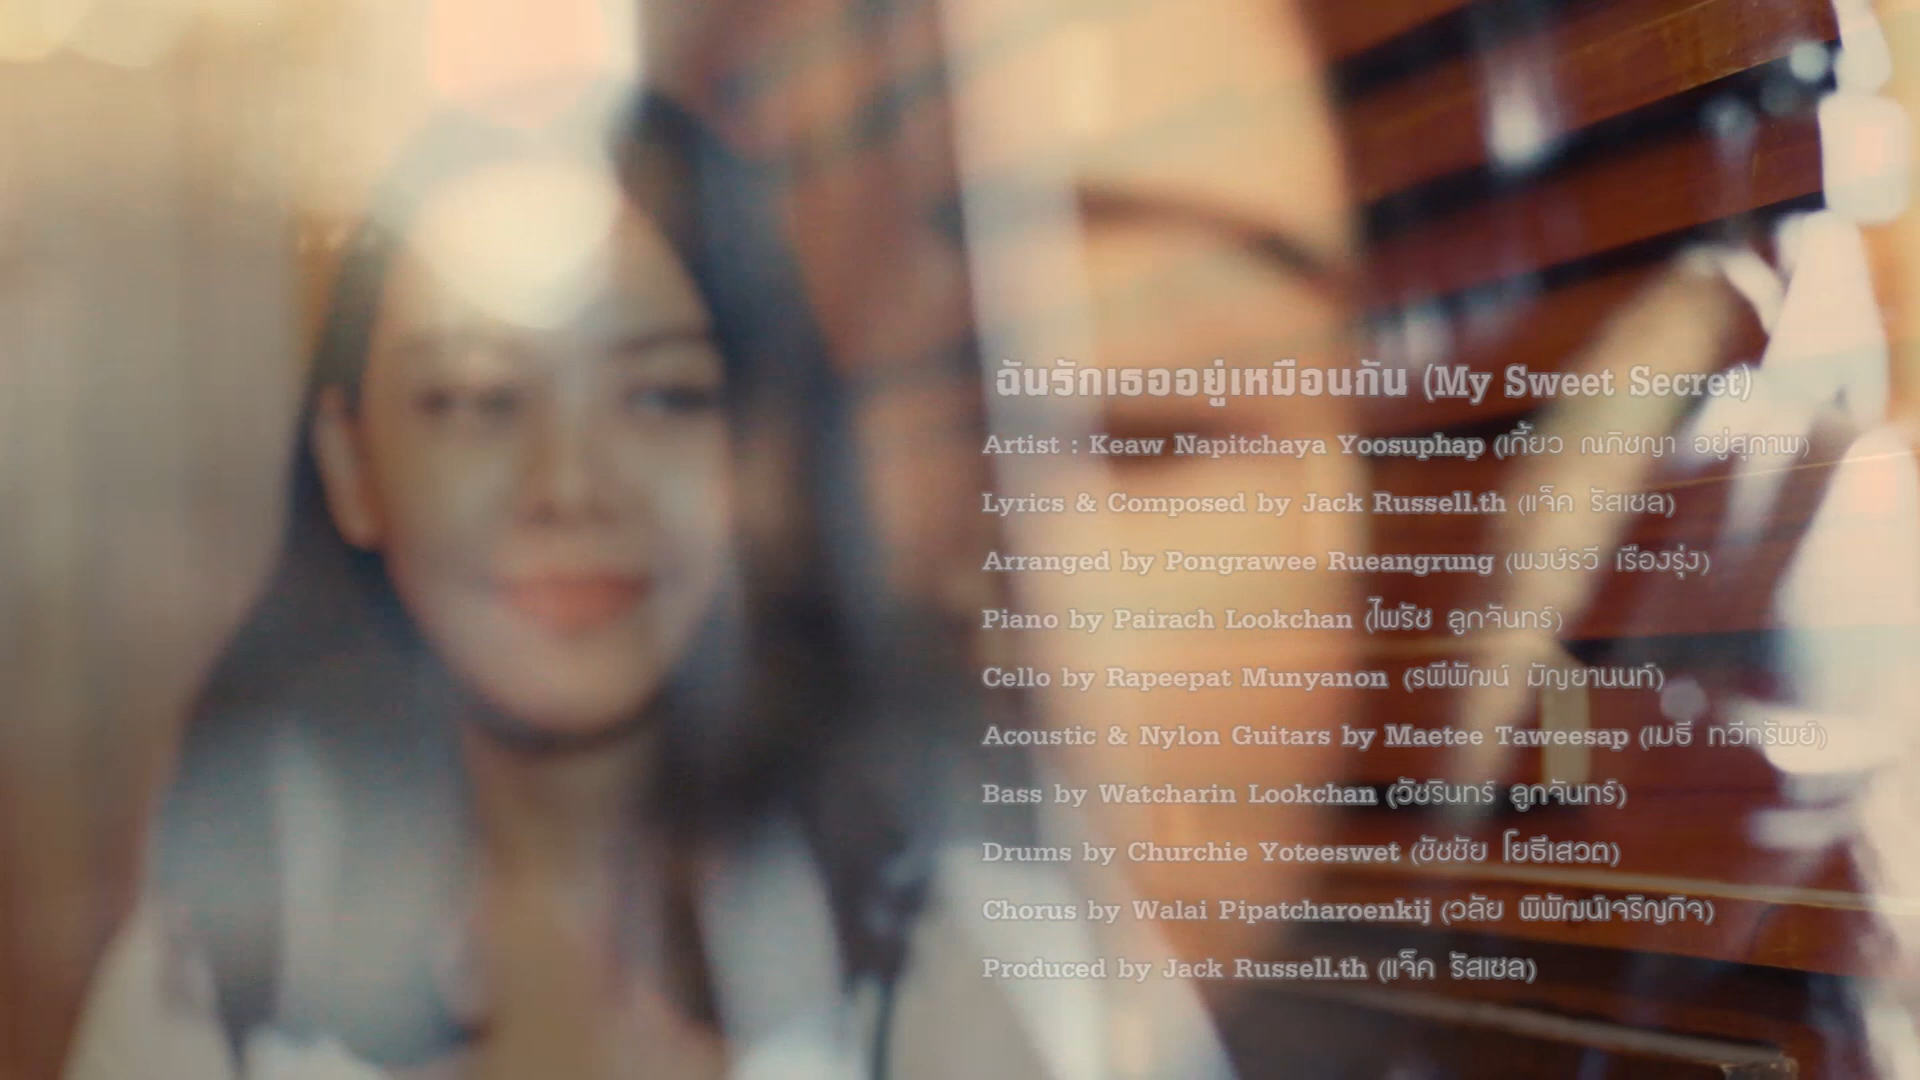 ฉันรักเธออยู่เหมือนกัน (My Sweet Secret)
Artist : Keaw Napitchaya Yoosuphap (เกี้ยว ณภิชญา อยู่สุภาพ)
Lyrics & Composed by Jack Russell.th (แจ็ค รัสเซล)
Arranged by Pongrawee Rueangrung (พงษ์รวี เรืองรุ่ง)
Piano by Pairach Lookchan (ไพรัช ลูกจันทร์)
Cello by Rapeepat Munyanon (รพีพัฒน์ มัญยานนท์)
Acoustic & Nylon Guitars by Maetee Taweesap (เมธี ทวีทรัพย์)
Bass by Watcharin Lookchan (วัชรินทร์ ลูกจันทร์)
Drums by Churchie Yoteeswet (ชัชชัย โยธีเสวต)
Chorus by Walai Pipatcharoenkij (วลัย พิพัฒน์เจริญกิจ)
Produced by Jack Russell.th (แจ็ค รัสเซล)